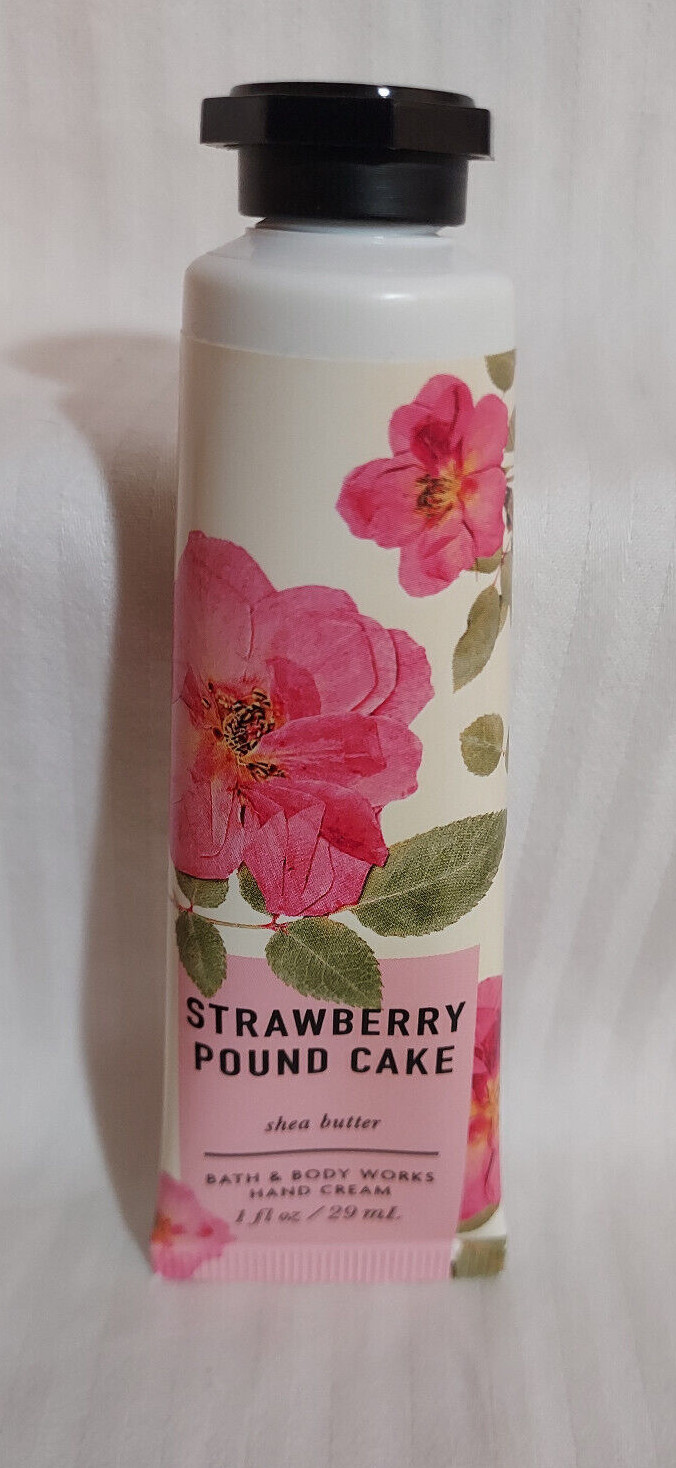 STRAWBERRY
POUND CAKE
shea butter
BATH & BODY WORKS
HAND CREAM
1 fl oz / 29 mL